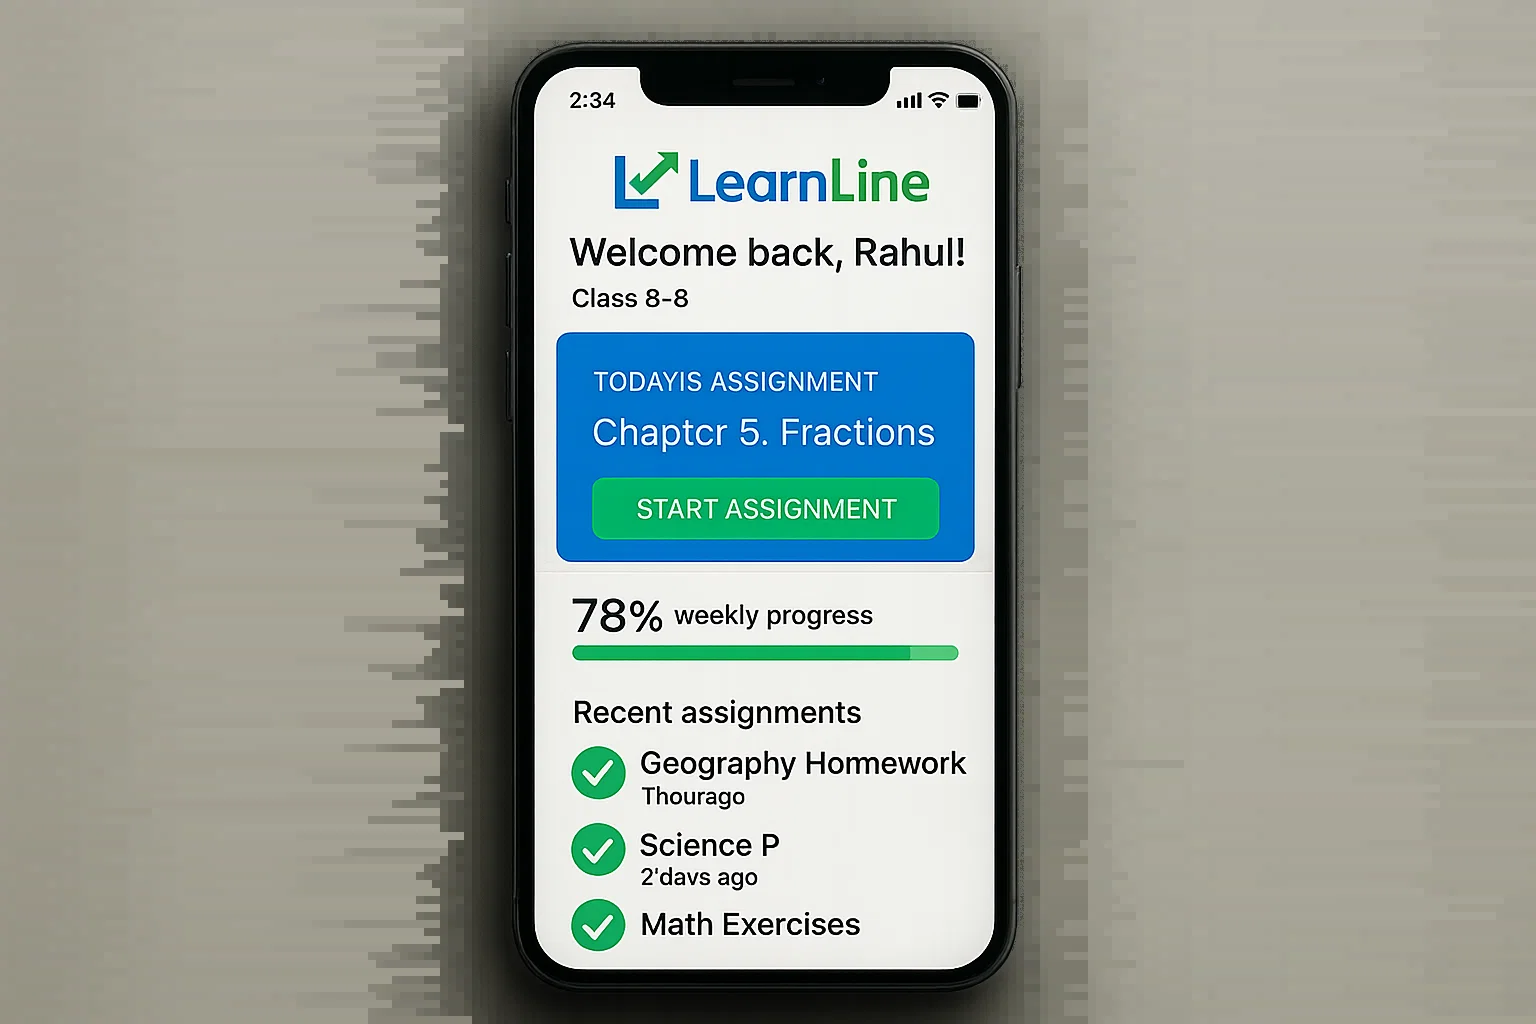 2:34
LearnLine
Welcome back, Rahul!
Class 8-8
TODAYIS ASSIGNMENT
Chaptcr 5. Fractions
START ASSIGNMENT
78% weekly progress
Recent assignments
Geography Homework
Thourago
Science P
2'davs ago
Math Exercises